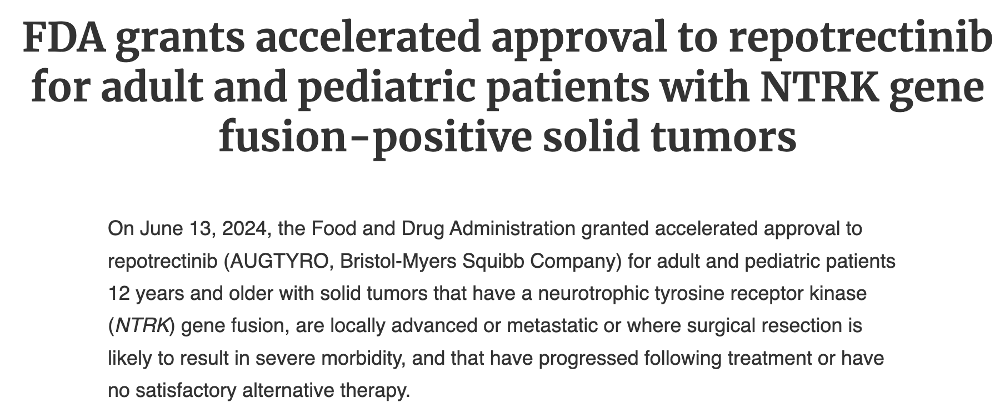 FDA grants accelerated approval to repotrectinib
for adult and pediatric patients with NTRK gene
fusion-positive solid tumors
On June 13, 2024, the Food and Drug Administration granted accelerated approval to
repotrectinib (AUGTYRO, Bristol-Myers Squibb Company) for adult and pediatric patients
12 years and older with solid tumors that have a neurotrophic tyrosine receptor kinase
(NTRK) gene fusion, are locally advanced or metastatic or where surgical resection is
likely to result in severe morbidity, and that have progressed following treatment or have
no satisfactory alternative therapy.